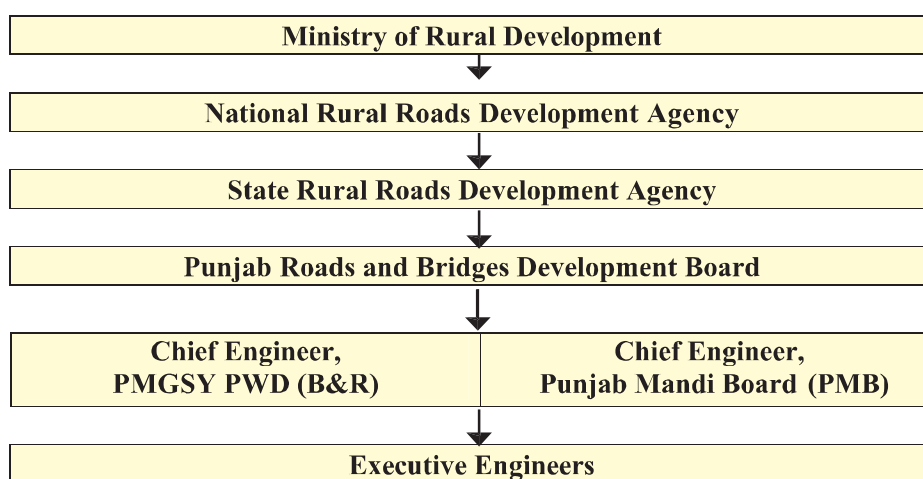 Ministry of Rural Development
National Rural Roads Development Agency
State Rural Roads Development Agency
Punjab Roads and Bridges Development Board
Chief Engineer,
PMGSY PWD (B&R)
Chief Engineer,
Punjab Mandi Board (PMB)
Executive Engineers